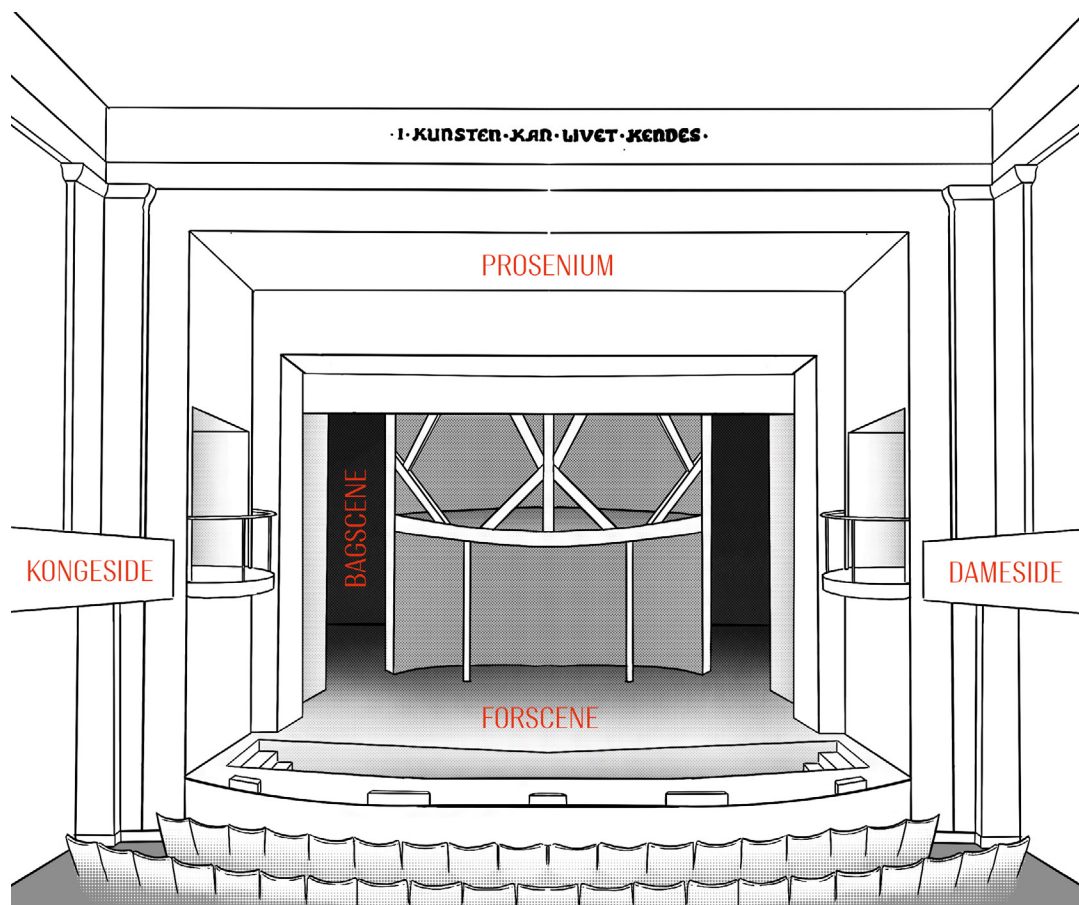 · I · KUNSTEN · KAN · LIVET · KENDES ·
PROSENIUM
BAGSCENE
KONGESIDE
DAMESIDE
FORSCENE